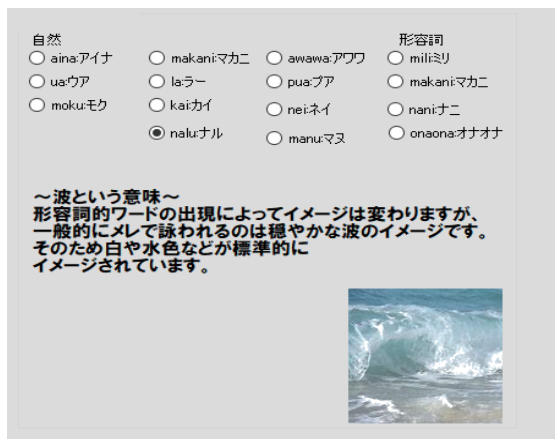 自然 形容詞
aina:アイナ makani:マカニ awawa:アワワ mili:ミリ
ua:ウア la:ラー pua:プア makani:マカニ
moku:モク kai:カイ nei:ネイ nani:ナニ
nalu:ナル manu:マヌ onaona:オナオナ
～波という意味～
形容詞的ワードの出現によってイメージは変わりますが、
一般的にメレで詠われるのは穏やかな波のイメージです。
そのため白や水色などが標準的に
イメージされています。